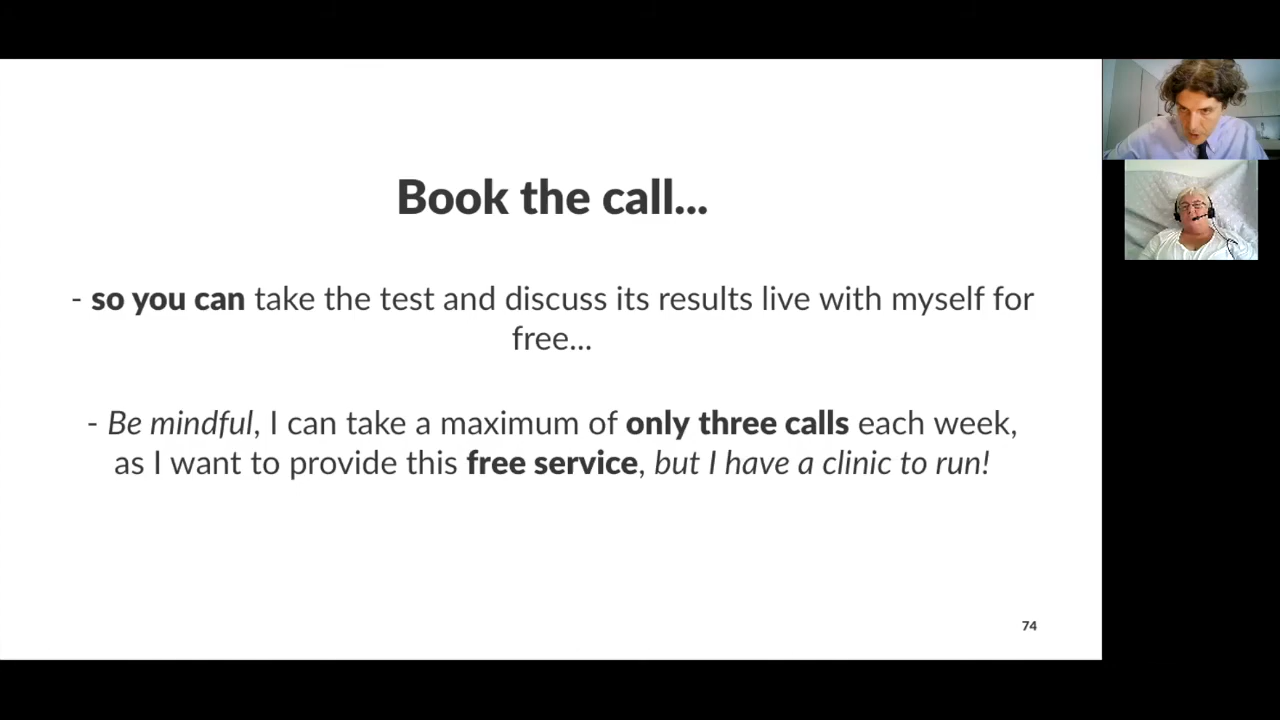 Book the call...
- so you can take the test and discuss its results live with myself for
free...
- Be mindful, I can take a maximum of only three calls each week,
as I want to provide this free service, but I have a clinic to run!
74